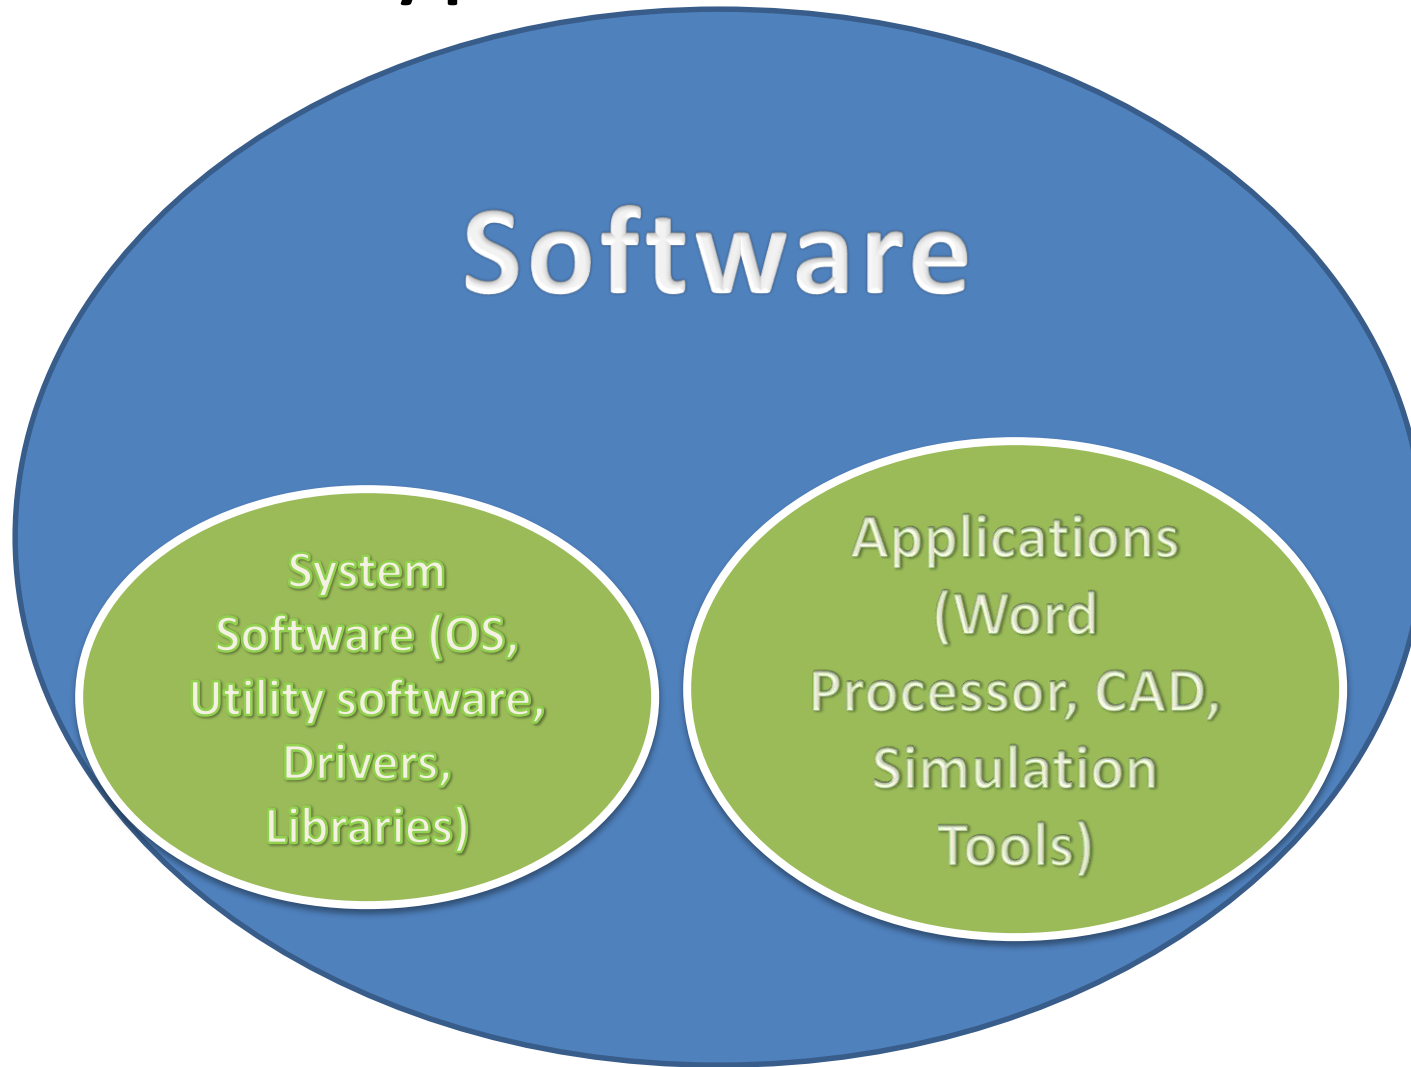 Software
System
Software (OS,
Utility software,
Drivers,
Libraries)
Applications
(Word
Processor, CAD,
Simulation
Tools)